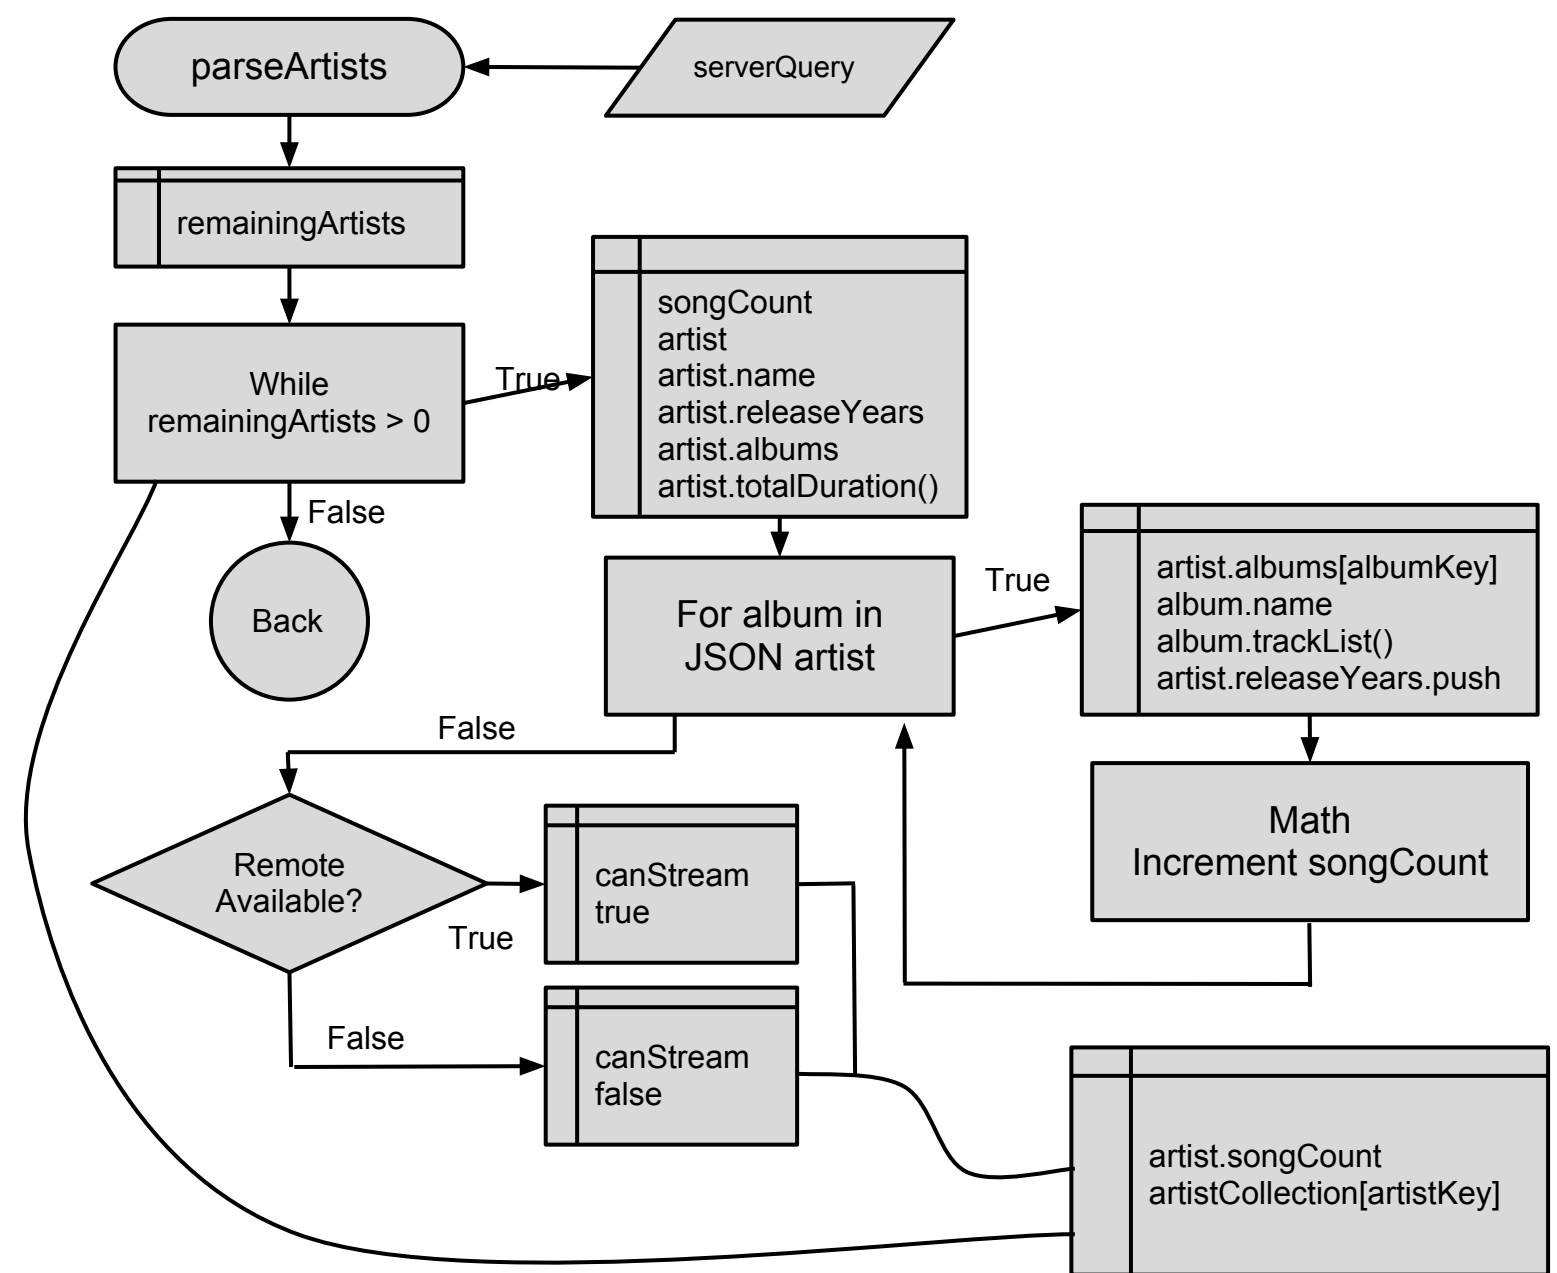 parseArtists
serverQuery
remainingArtists
While
remainingArtists > 0
True
songCount
artist
artist.name
artist.releaseYears
artist.albums
artist.totalDuration()
False
Back
For album in
JSON artist
True
artist.albums[albumKey]
album.name
album.trackList()
artist.releaseYears.push
Math
Increment songCount
False
Remote
Available?
True
canStream
true
False
canStream
false
artist.songCount
artistCollection[artistKey]